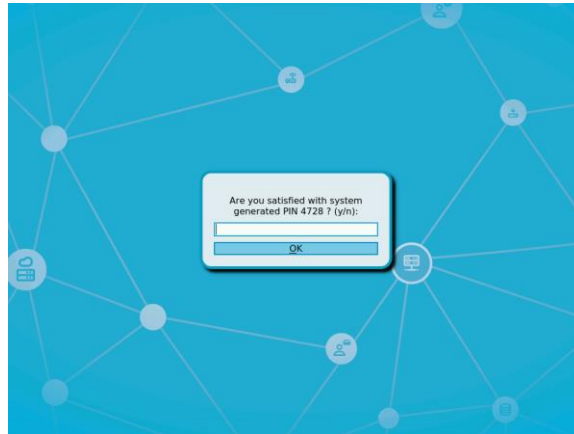 Are you satisfied with system
generated PIN 4728 ? (y/n):
OK